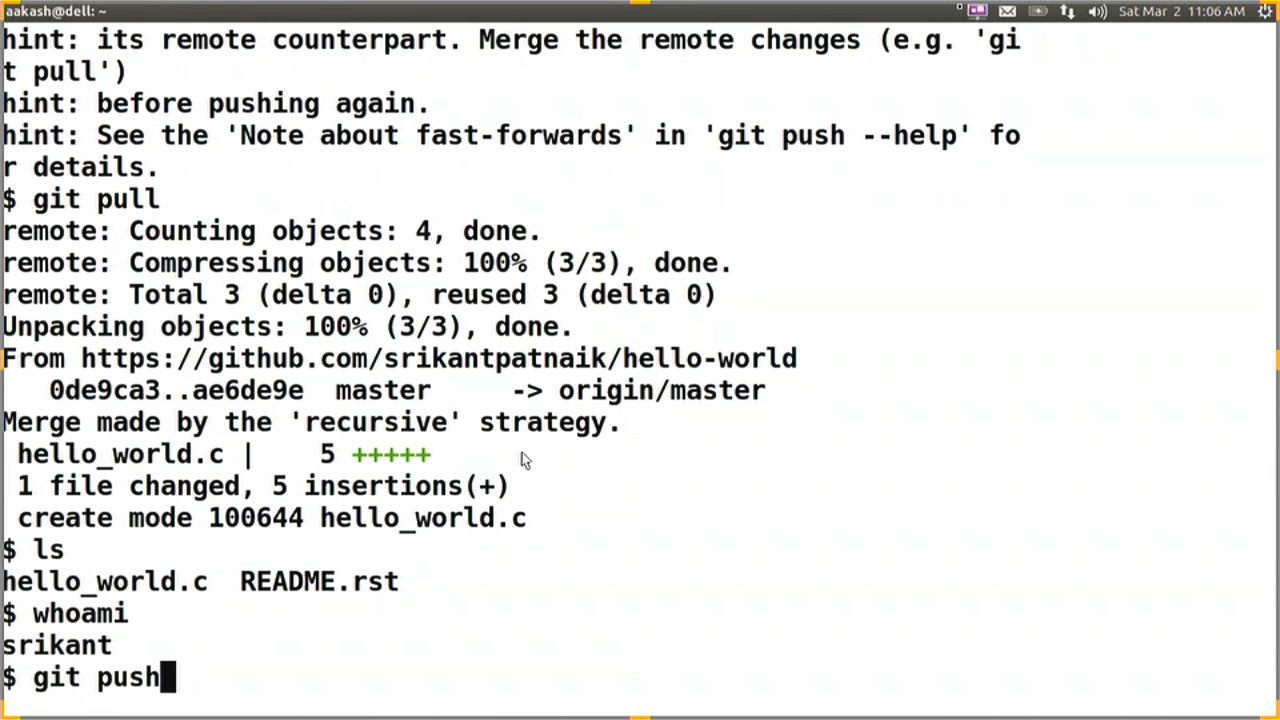 aakash@dell: ~
Sat Mar 2 11:06 AM
hint: its remote counterpart. Merge the remote changes (e.g. 'gi
t pull')
hint: before pushing again.
hint: See the 'Note about fast-forwards' in 'git push --help' fo
r details.
$ git pull
remote: Counting objects: 4, done.
remote: Compressing objects: 100% (3/3), done.
remote: Total 3 (delta 0), reused 3 (delta 0)
Unpacking objects: 100% (3/3), done.
From https://github.com/srikantpatnaik/hello-world
   0de9ca3..ae6de9e  master     -> origin/master
Merge made by the 'recursive' strategy.
 hello_world.c |    5 +++++
 1 file changed, 5 insertions(+)
 create mode 100644 hello_world.c
$ ls
hello_world.c  README.rst
$ whoami
srikant
$ git push